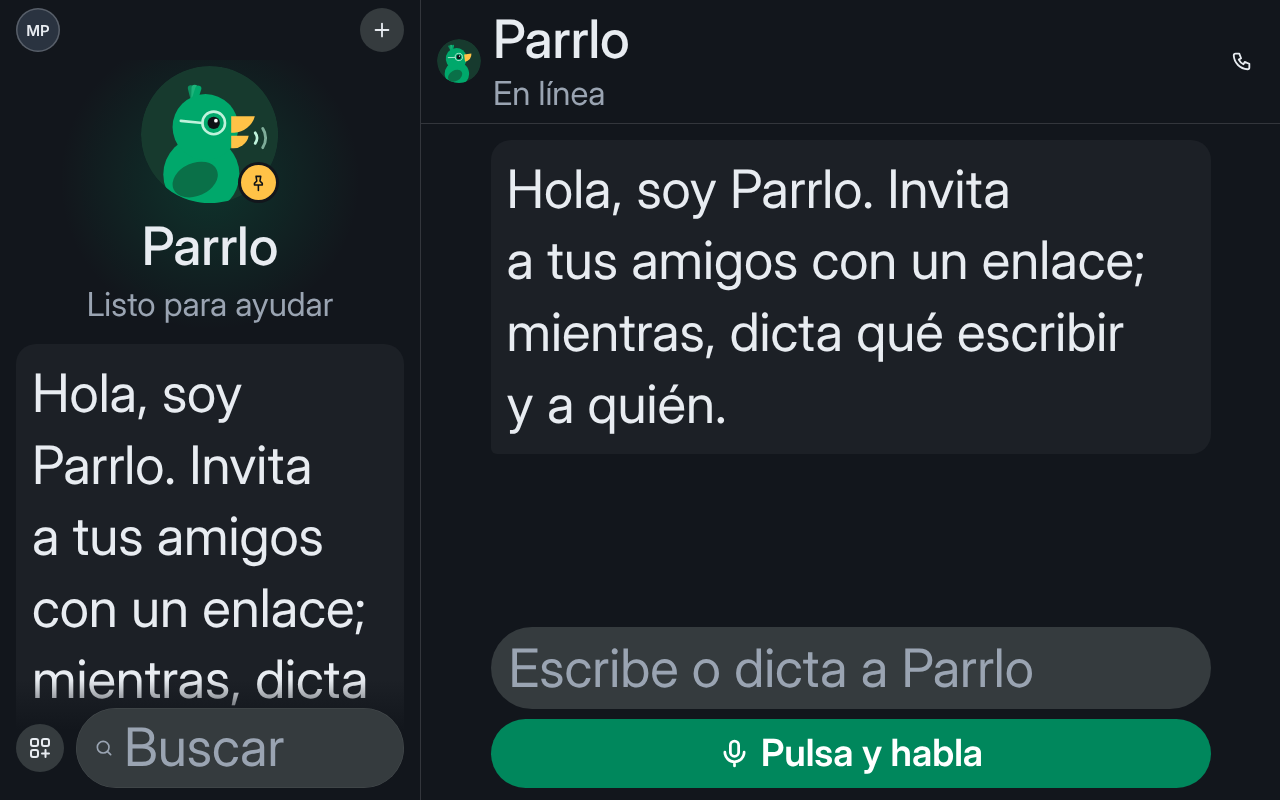 MP
Parrlo
Listo para ayudar
Hola, soy
Parrlo. Invita
a tus amigos
con un enlace;
mientras, dicta
Buscar
Parrlo
En línea
Hola, soy Parrlo. Invita
a tus amigos con un enlace;
mientras, dicta qué escribir
y a quién.
Escribe o dicta a Parrlo
Pulsa y habla